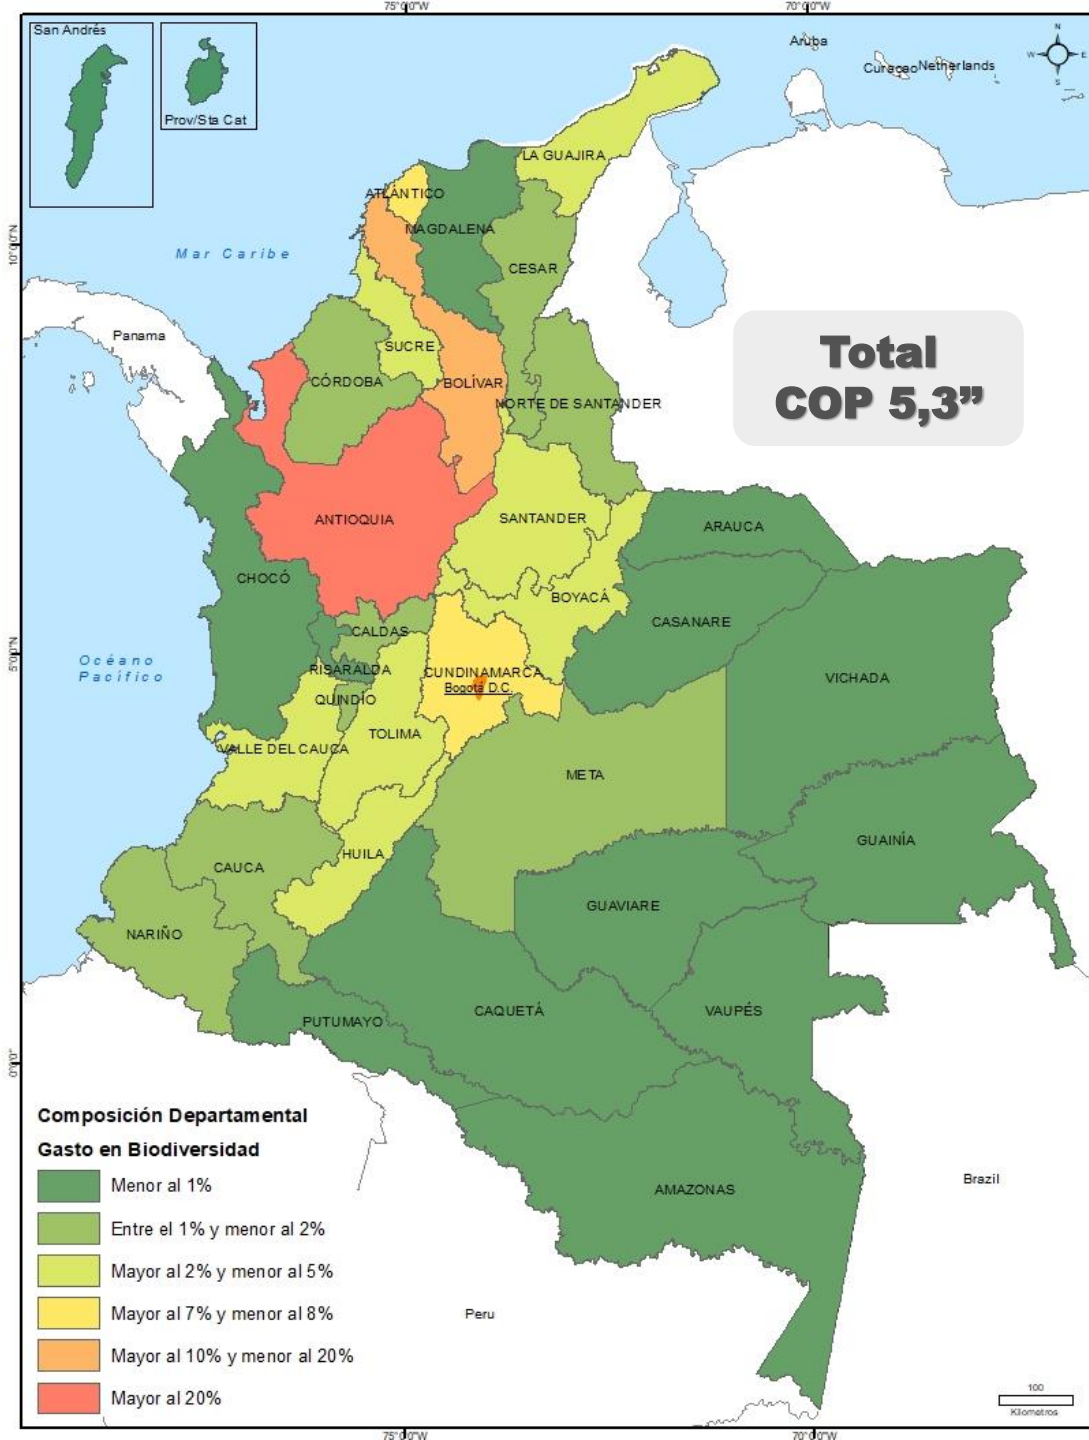 75°0'0"W
70°0'0"W
San Andrés
Prov/Sta Cat
Aruba
Curaçao
Netherlands
N
W
E
S
LA GUAJIRA
ATLÁNTICO
MAGDALENA
10°0'0"N
Mar Caribe
CESAR
Panama
SUCRE
CÓRDOBA
BOLÍVAR
NORTE DE SANTANDER
Total
COP 5,3”
ANTIOQUIA
SANTANDER
ARAUCA
CHOCÓ
BOYACÁ
CASANARE
CALDAS
5°0'0"N
Océano
Pacífico
RISARALDA
CUNDINAMARCA
Bogotá D.C.
VICHADA
QUINDÍO
TOLIMA
VALLE DEL CAUCA
META
GUAINÍA
HUILA
CAUCA
GUAVIARE
NARIÑO
CAQUETÁ
VAUPÉS
PUTUMAYO
0°0'0"
Composición Departamental
Gasto en Biodiversidad
Menor al 1%
Entre el 1% y menor al 2%
Mayor al 2% y menor al 5%
Mayor al 7% y menor al 8%
Mayor al 10% y menor al 20%
Mayor al 20%
AMAZONAS
Brazil
Peru
100
Kilometros
75°0'0"W
70°0'0"W